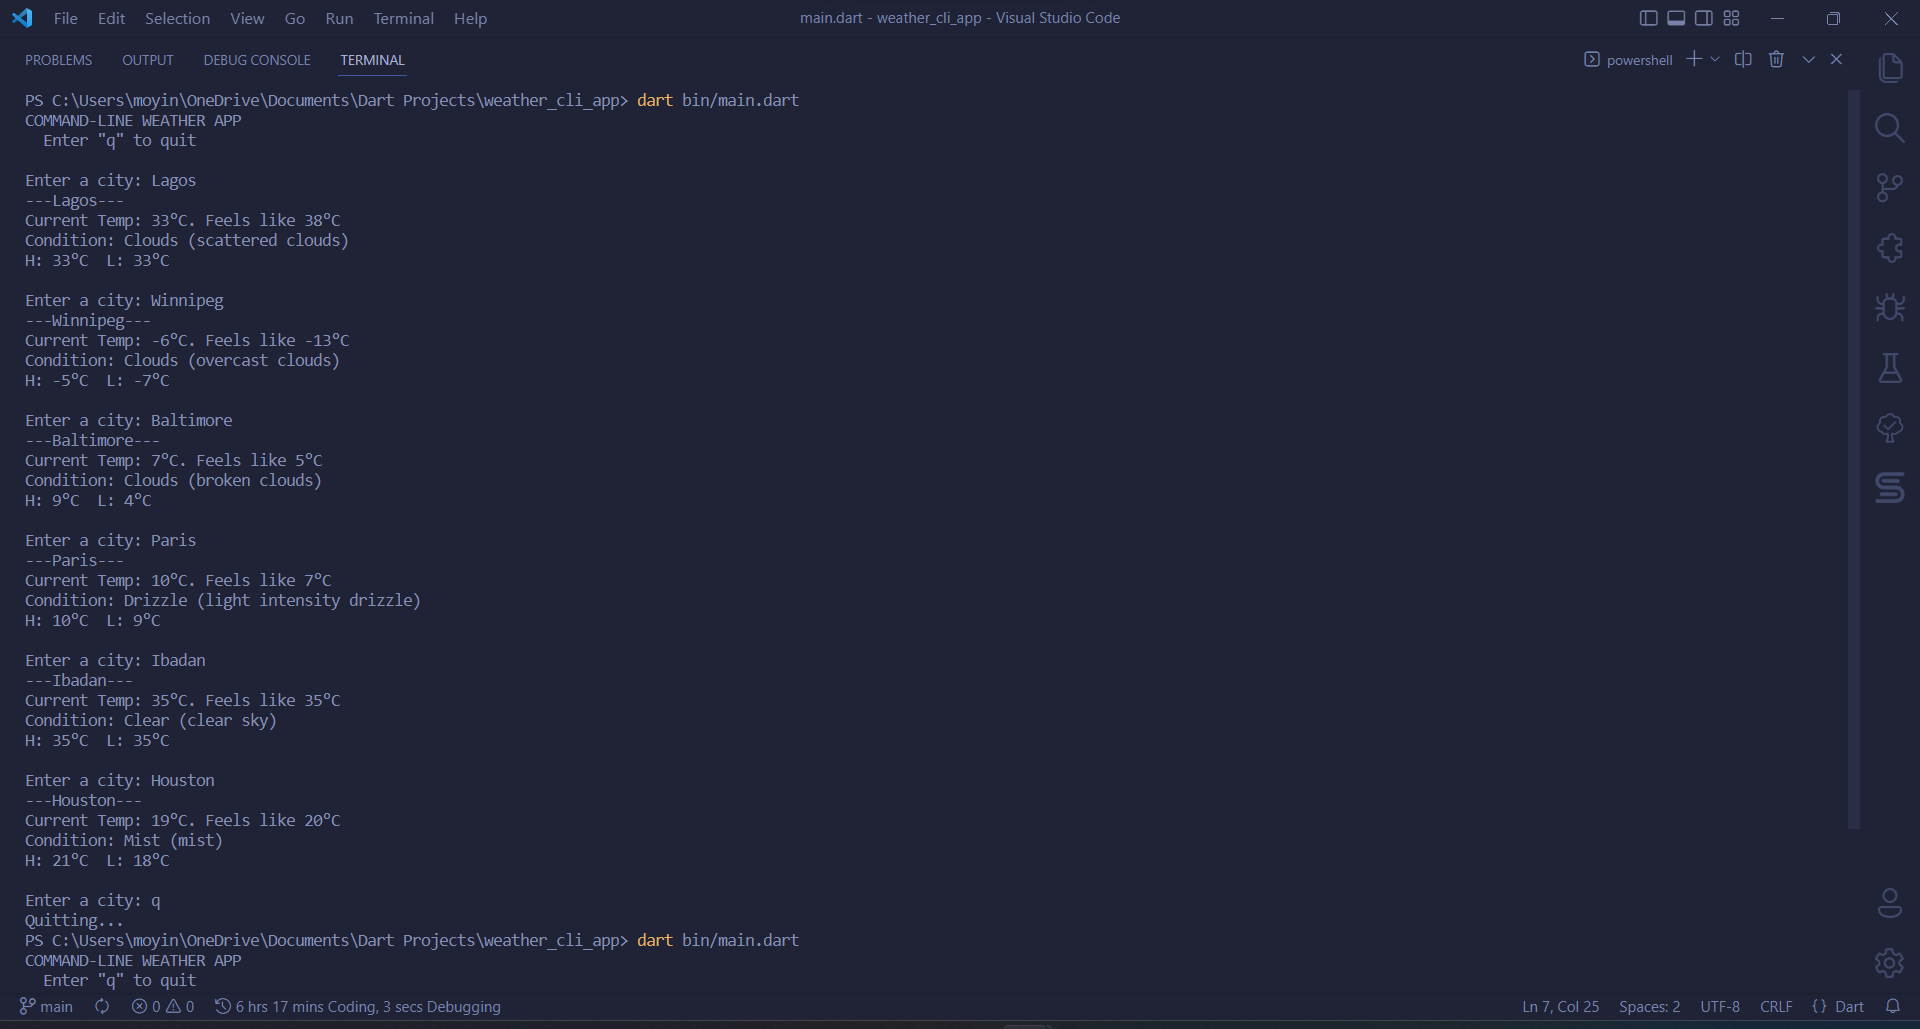 File Edit Selection View Go Run Terminal Help
main.dart - weather_cli_app - Visual Studio Code
PROBLEMS OUTPUT DEBUG CONSOLE TERMINAL
powershell
PS C:\Users\moyin\OneDrive\Documents\Dart Projects\weather_cli_app> dart bin/main.dart
COMMAND-LINE WEATHER APP
  Enter "q" to quit

Enter a city: Lagos
---Lagos---
Current Temp: 33°C. Feels like 38°C
Condition: Clouds (scattered clouds)
H: 33°C  L: 33°C

Enter a city: Winnipeg
---Winnipeg---
Current Temp: -6°C. Feels like -13°C
Condition: Clouds (overcast clouds)
H: -5°C  L: -7°C

Enter a city: Baltimore
---Baltimore---
Current Temp: 7°C. Feels like 5°C
Condition: Clouds (broken clouds)
H: 9°C  L: 4°C

Enter a city: Paris
---Paris---
Current Temp: 10°C. Feels like 7°C
Condition: Drizzle (light intensity drizzle)
H: 10°C  L: 9°C

Enter a city: Ibadan
---Ibadan---
Current Temp: 35°C. Feels like 35°C
Condition: Clear (clear sky)
H: 35°C  L: 35°C

Enter a city: Houston
---Houston---
Current Temp: 19°C. Feels like 20°C
Condition: Mist (mist)
H: 21°C  L: 18°C

Enter a city: q
Quitting...
PS C:\Users\moyin\OneDrive\Documents\Dart Projects\weather_cli_app> dart bin/main.dart
COMMAND-LINE WEATHER APP
  Enter "q" to quit
main 0 0 6 hrs 17 mins Coding, 3 secs Debugging
Ln 7, Col 25 Spaces: 2 UTF-8 CRLF {} Dart